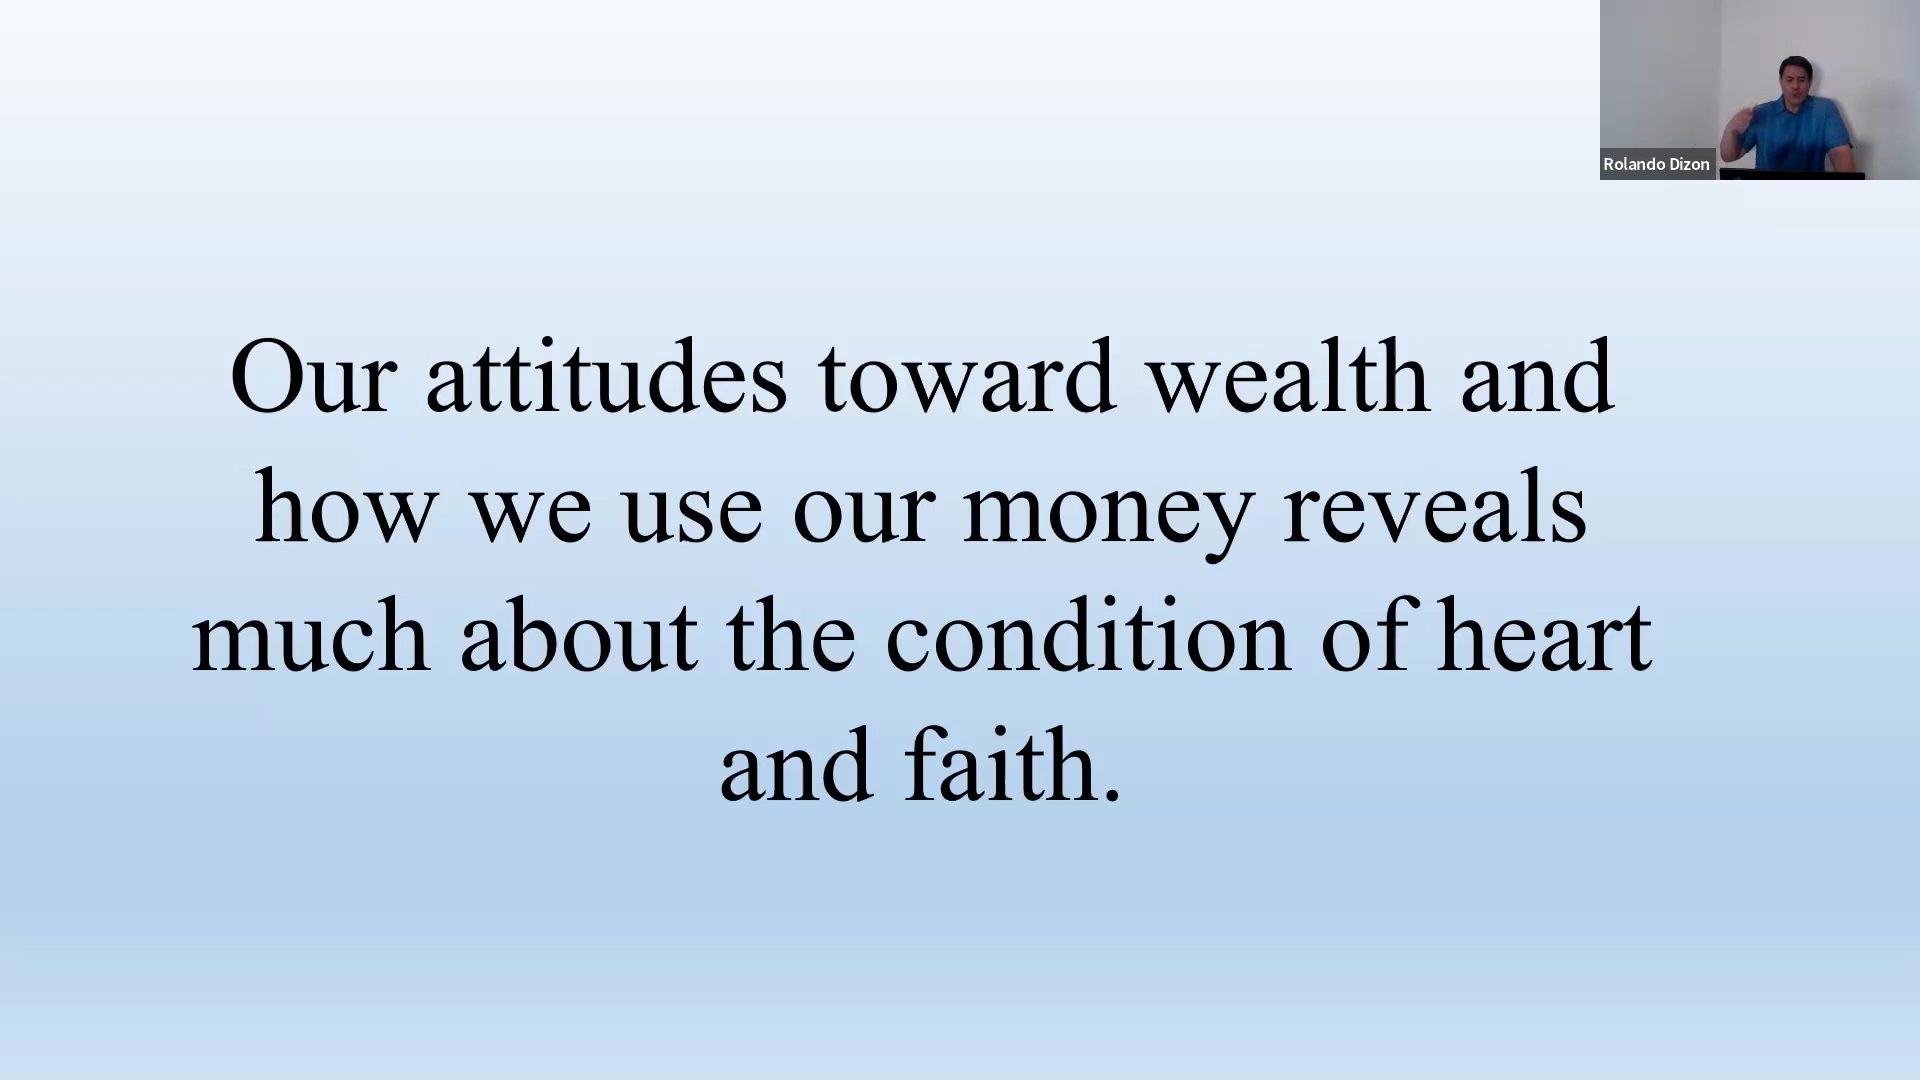 Rolando Dizon
Our attitudes toward wealth and
how we use our money reveals
much about the condition of heart
and faith.